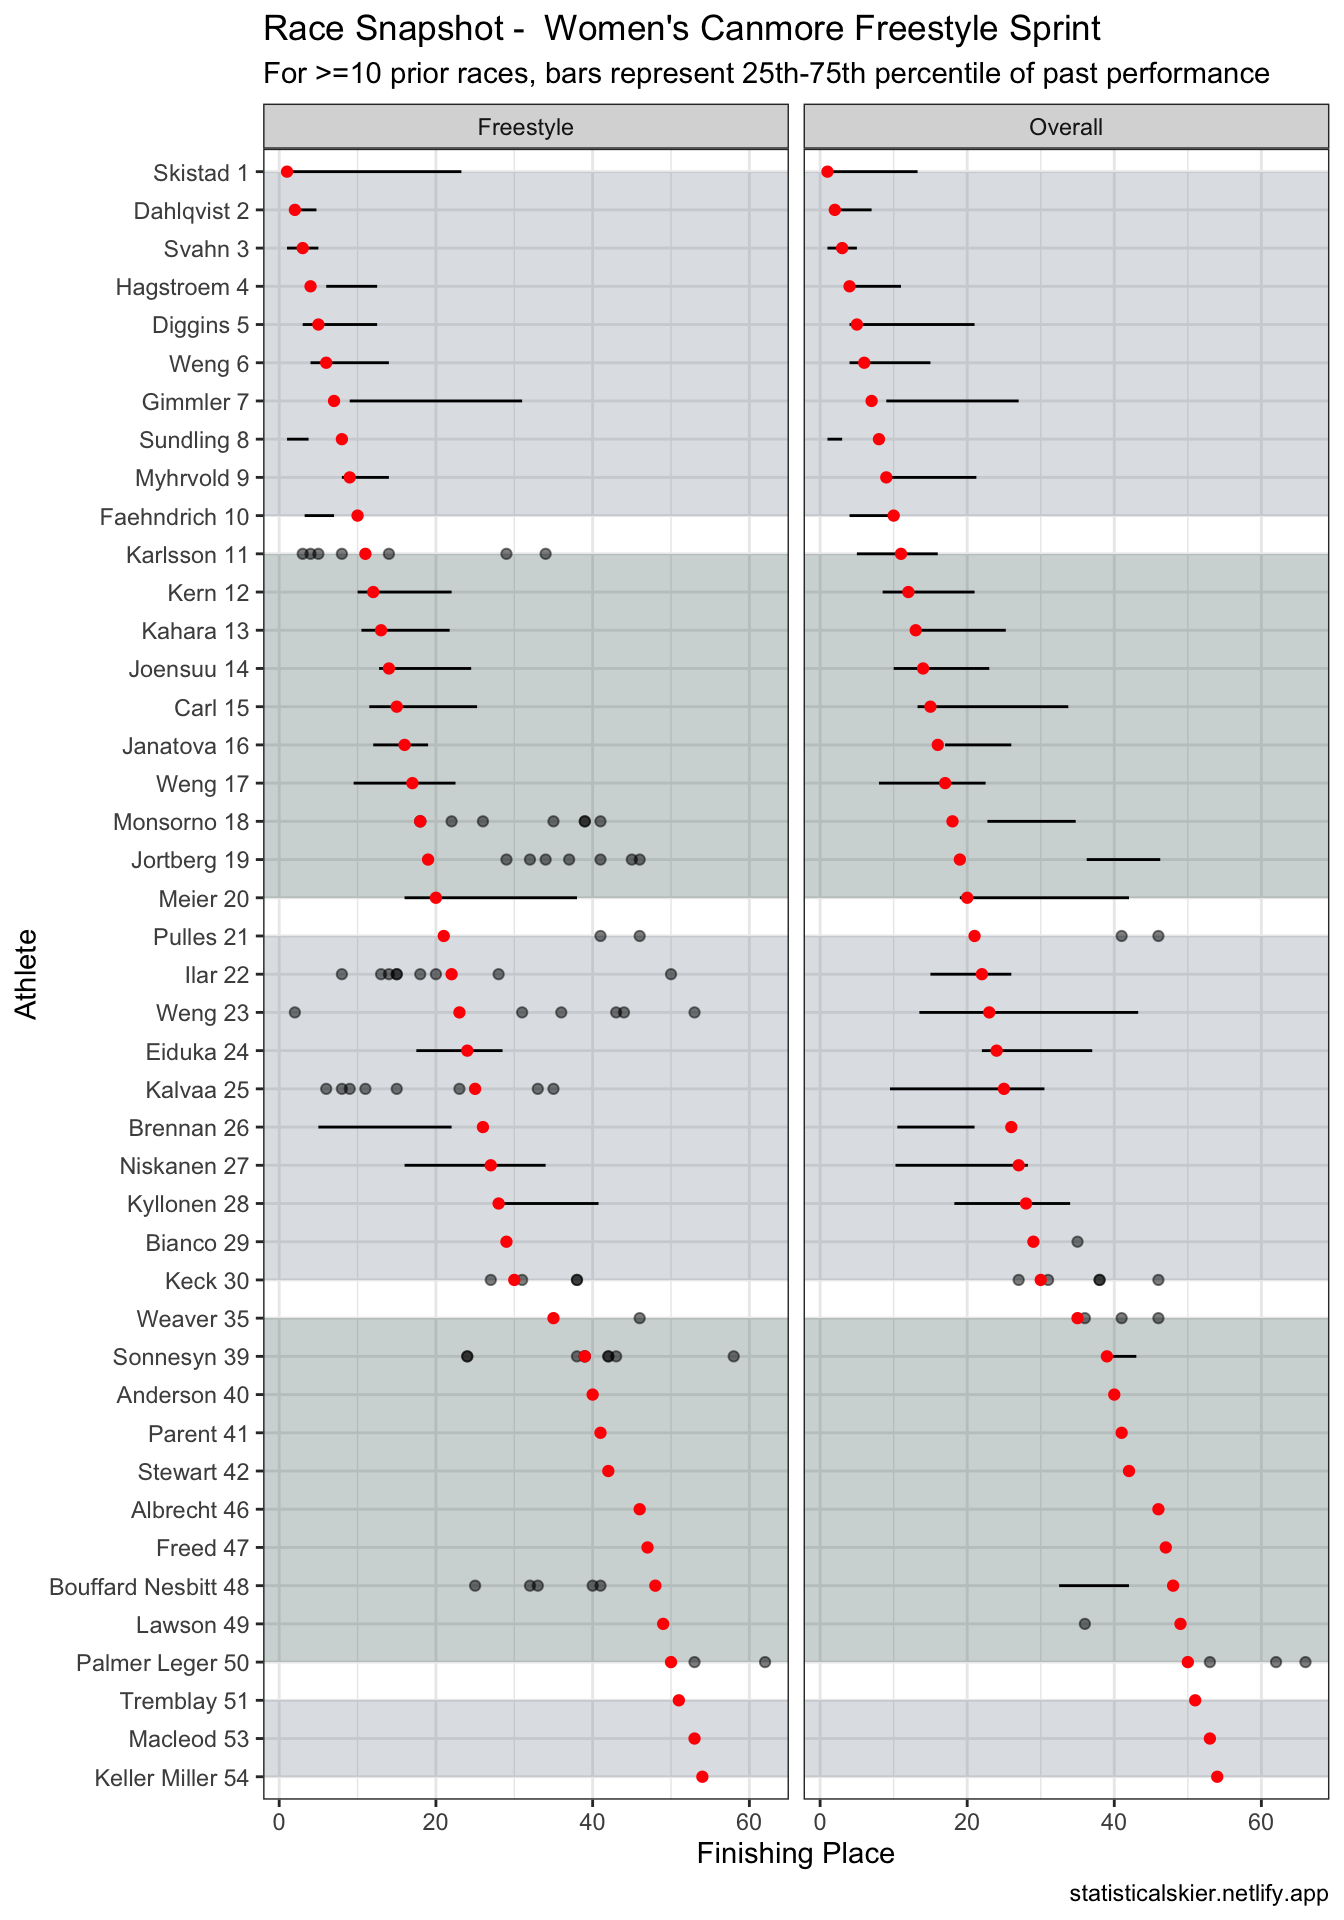 Race Snapshot -  Women's Canmore Freestyle Sprint
For >=10 prior races, bars represent 25th-75th percentile of past performance
Freestyle
Overall
Athlete
Skistad 1
Dahlqvist 2
Svahn 3
Hagstroem 4
Diggins 5
Weng 6
Gimmler 7
Sundling 8
Myhrvold 9
Faehndrich 10
Karlsson 11
Kern 12
Kahara 13
Joensuu 14
Carl 15
Janatova 16
Weng 17
Monsorno 18
Jortberg 19
Meier 20
Pulles 21
Ilar 22
Weng 23
Eiduka 24
Kalvaa 25
Brennan 26
Niskanen 27
Kyllonen 28
Bianco 29
Keck 30
Weaver 35
Sonnesyn 39
Anderson 40
Parent 41
Stewart 42
Albrecht 46
Freed 47
Bouffard Nesbitt 48
Lawson 49
Palmer Leger 50
Tremblay 51
Macleod 53
Keller Miller 54
0 20 40 60
0 20 40 60
Finishing Place
statisticalskier.netlify.app